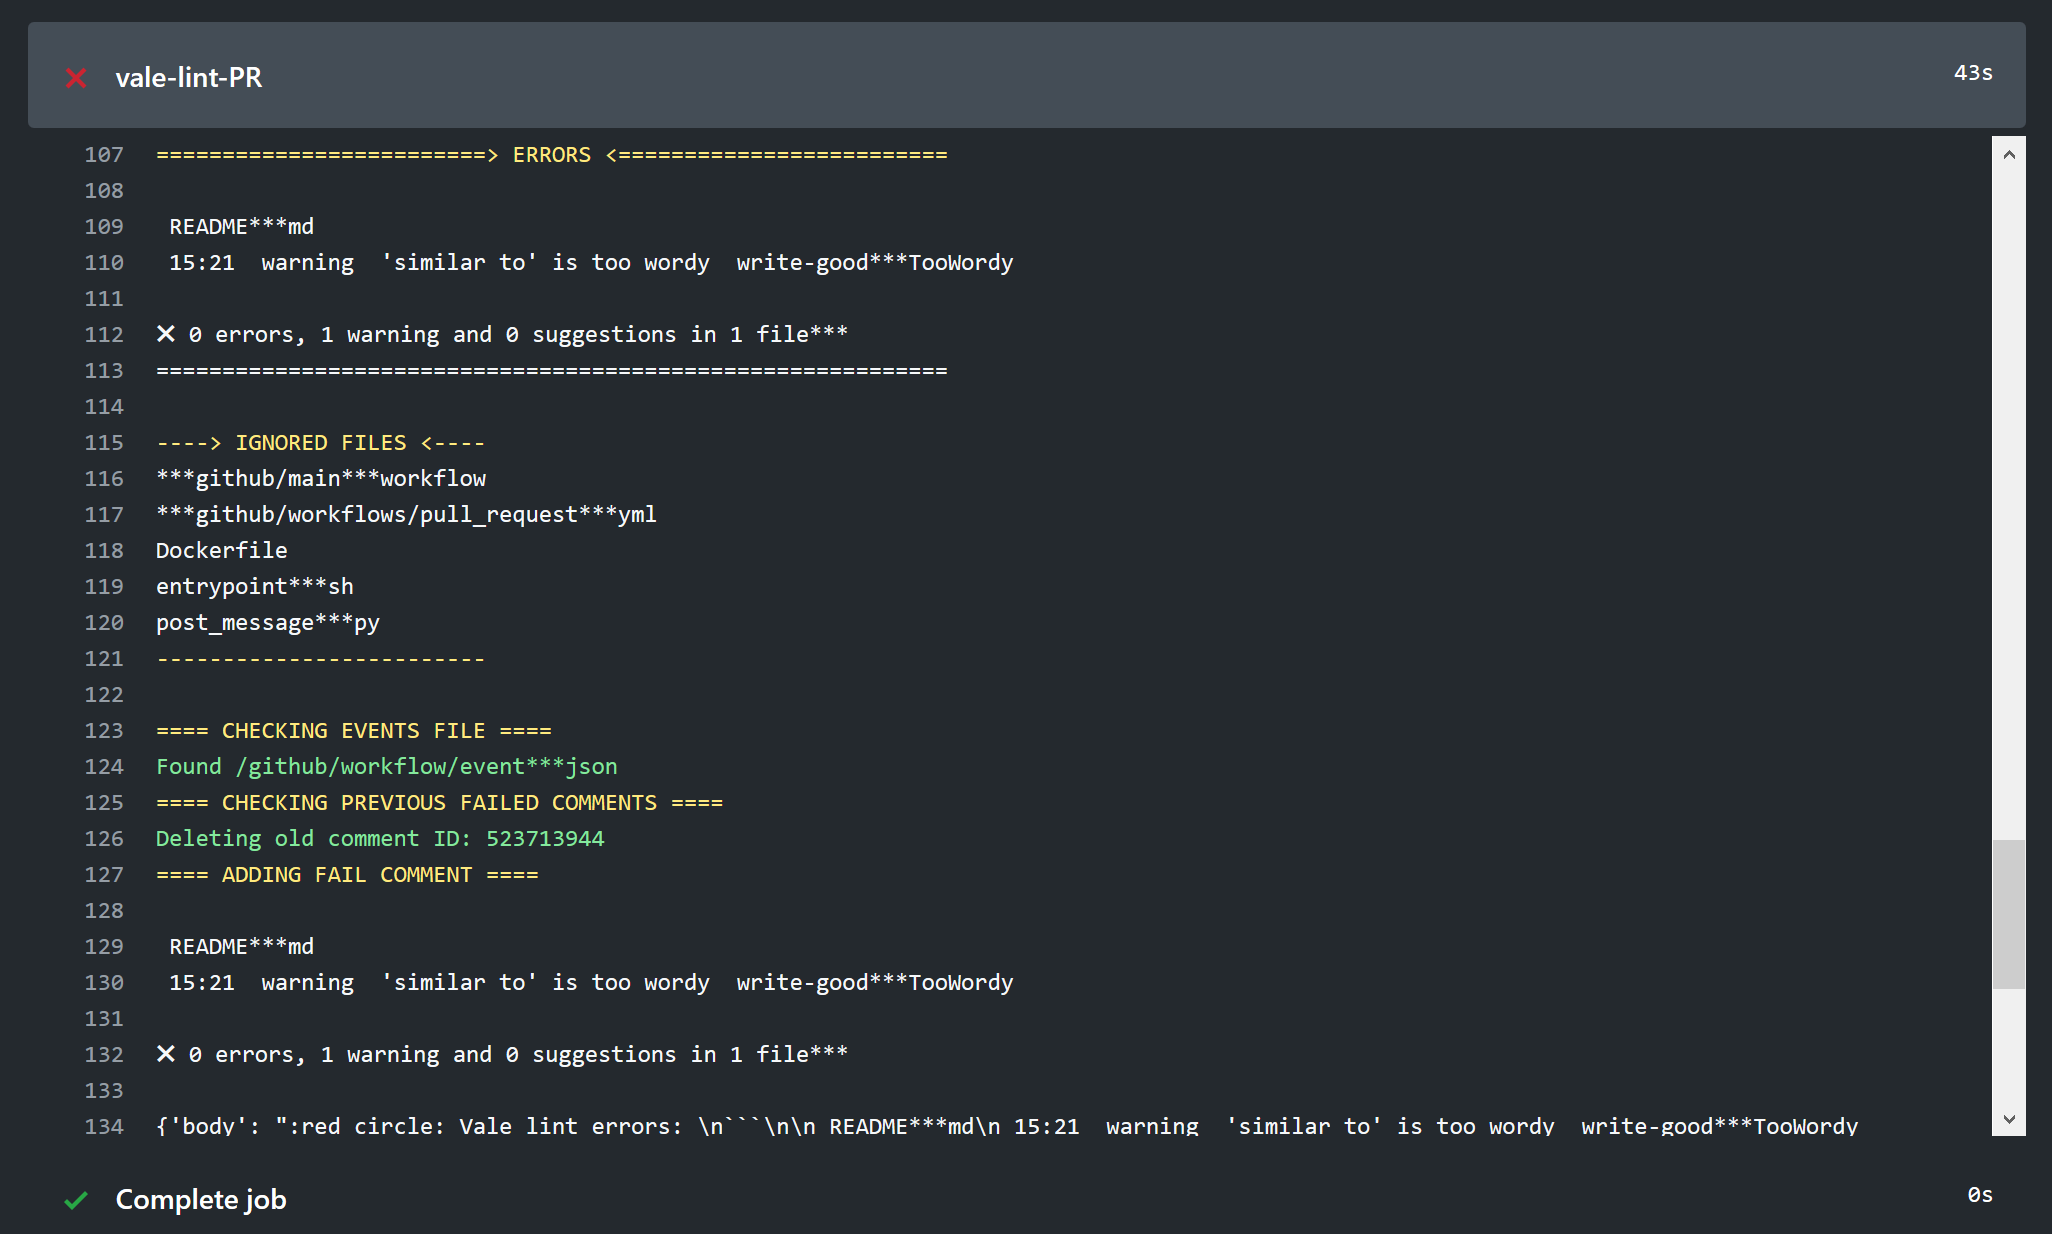 vale-lint-PR 43s
107 =========================> ERRORS <=========================
108
109 README***md
110 15:21  warning  'similar to' is too wordy  write-good***TooWordy
111
112 ✖ 0 errors, 1 warning and 0 suggestions in 1 file***
113 ============================================================
114
115 ----> IGNORED FILES <----
116 ***github/main***workflow
117 ***github/workflows/pull_request***yml
118 Dockerfile
119 entrypoint***sh
120 post_message***py
121 -------------------------
122
123 ==== CHECKING EVENTS FILE ====
124 Found /github/workflow/event***json
125 ==== CHECKING PREVIOUS FAILED COMMENTS ====
126 Deleting old comment ID: 523713944
127 ==== ADDING FAIL COMMENT ====
128
129 README***md
130 15:21  warning  'similar to' is too wordy  write-good***TooWordy
131
132 ✖ 0 errors, 1 warning and 0 suggestions in 1 file***
133
134 {'body': ":red circle: Vale lint errors: \n```\n\n README***md\n 15:21  warning  'similar to' is too wordy  write-good***TooWordy
Complete job 0s